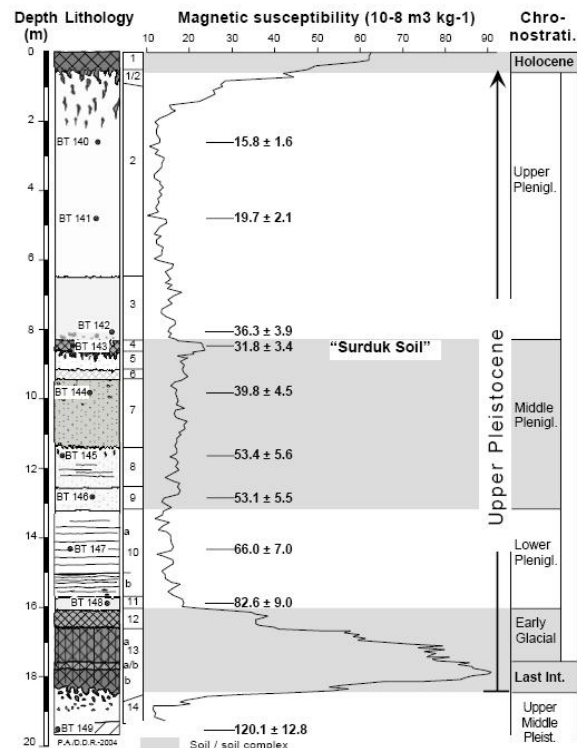 Depth Lithology
(m)
Magnetic susceptibility (10-8 m3 kg-1)
Chro-
nostrati.
10 20 30 40 50 60 70 80 90
0
2
4
6
8
10
12
14
16
18
20
BT 140
BT 141
BT 142
BT 143
BT 144
BT 145
BT 146
BT 147
BT 148
BT 149
P.A./D.D.R.-2004
1
1/2
2
3
4
5
6
7
8
9
a
10
b
11
12
a
13
a/b
b
14
15.8 ± 1.6
19.7 ± 2.1
36.3 ± 3.9
31.8 ± 3.4
39.8 ± 4.5
53.4 ± 5.6
53.1 ± 5.5
66.0 ± 7.0
82.6 ± 9.0
120.1 ± 12.8
“Surduk Soil”
Upper Pleistocene
Holocene
Upper
Plenigl.
Middle
Plenigl.
Lower
Plenigl.
Early
Glacial
Last Int.
Upper
Middle
Pleist.
Soil / soil complex